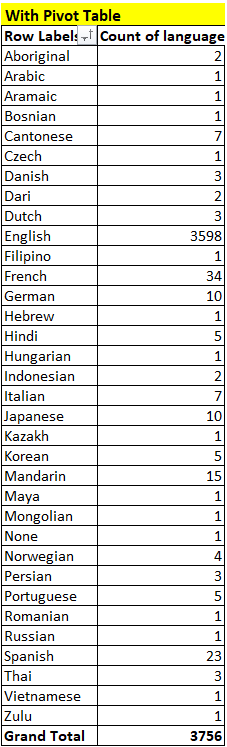 With Pivot Table
Row Labels Count of language
Aboriginal 2
Arabic 1
Aramaic 1
Bosnian 1
Cantonese 7
Czech 1
Danish 3
Dari 2
Dutch 3
English 3598
Filipino 1
French 34
German 10
Hebrew 1
Hindi 5
Hungarian 1
Indonesian 2
Italian 7
Japanese 10
Kazakh 1
Korean 5
Mandarin 15
Maya 1
Mongolian 1
None 1
Norwegian 4
Persian 3
Portuguese 5
Romanian 1
Russian 1
Spanish 23
Thai 3
Vietnamese 1
Zulu 1
Grand Total 3756